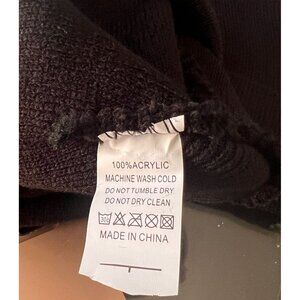 100%ACRYLIC
MACHINE WASH COLD
DO NOT TUMBLE DRY
DO NOT DRY CLEAN
MADE IN CHINA